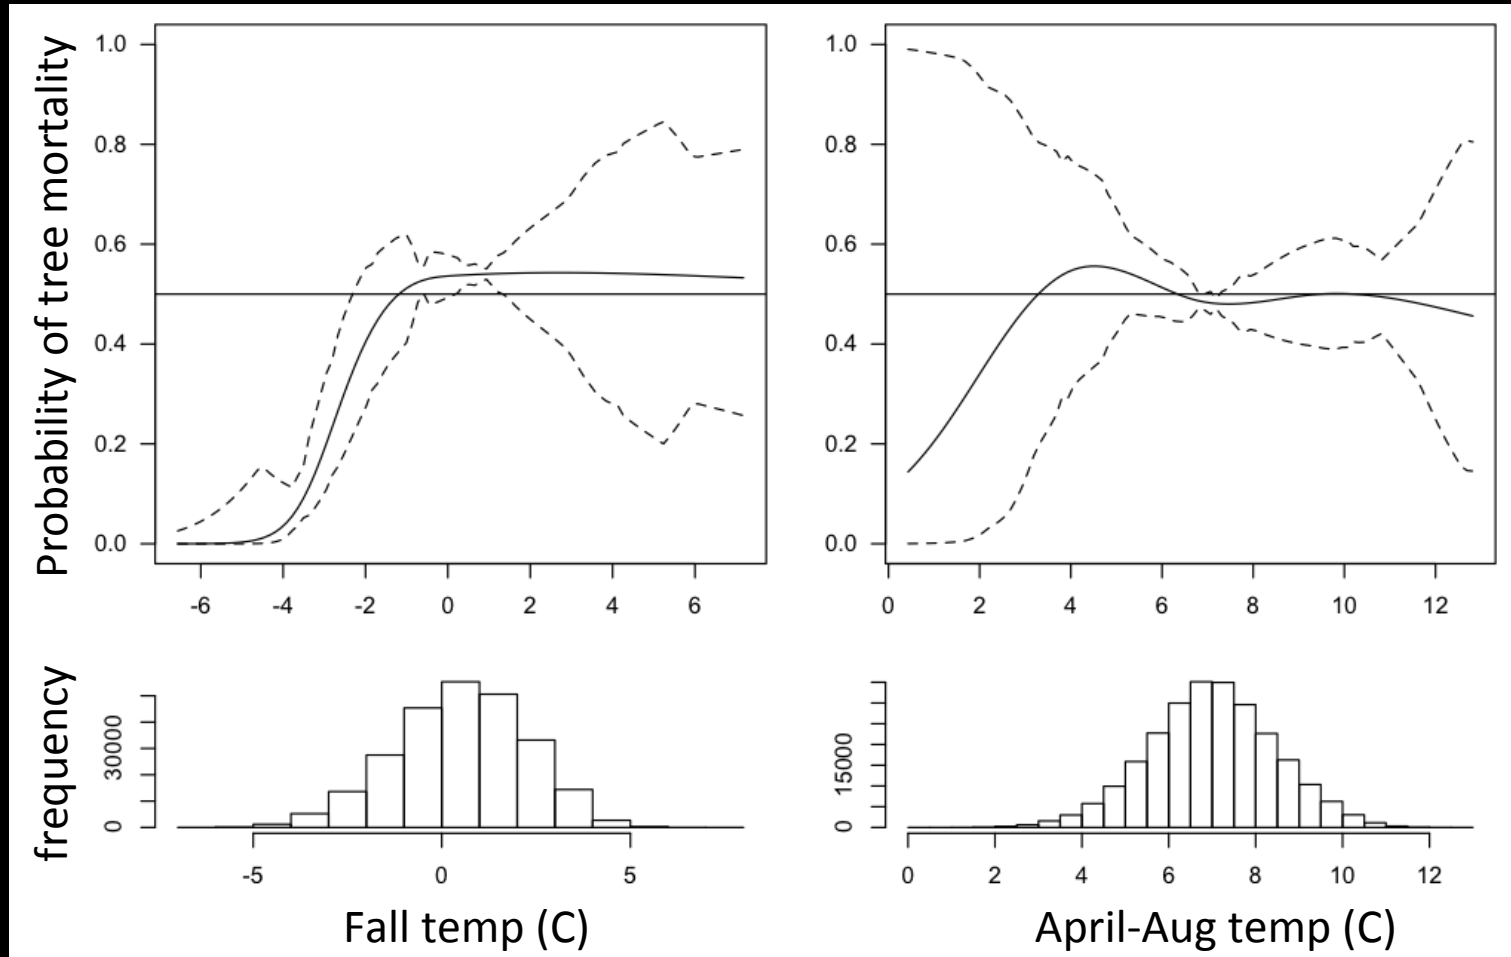 Probability of tree mortality
1.0
0.8
0.6
0.4
0.2
0.0
-6 -4 -2 0 2 4 6
1.0
0.8
0.6
0.4
0.2
0.0
0 2 4 6 8 10 12
frequency
30000
0
-5 0 5
Fall temp (C)
15000
0
0 2 4 6 8 10 12
April-Aug temp (C)